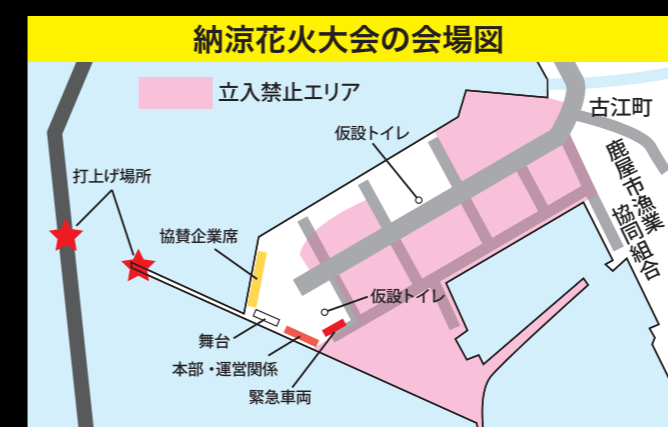 納涼花火大会の会場図
立入禁止エリア
古江町
仮設トイレ
鹿屋市漁業
協同組合
打上げ場所
協賛企業席
仮設トイレ
舞台
本部・運営関係
緊急車両